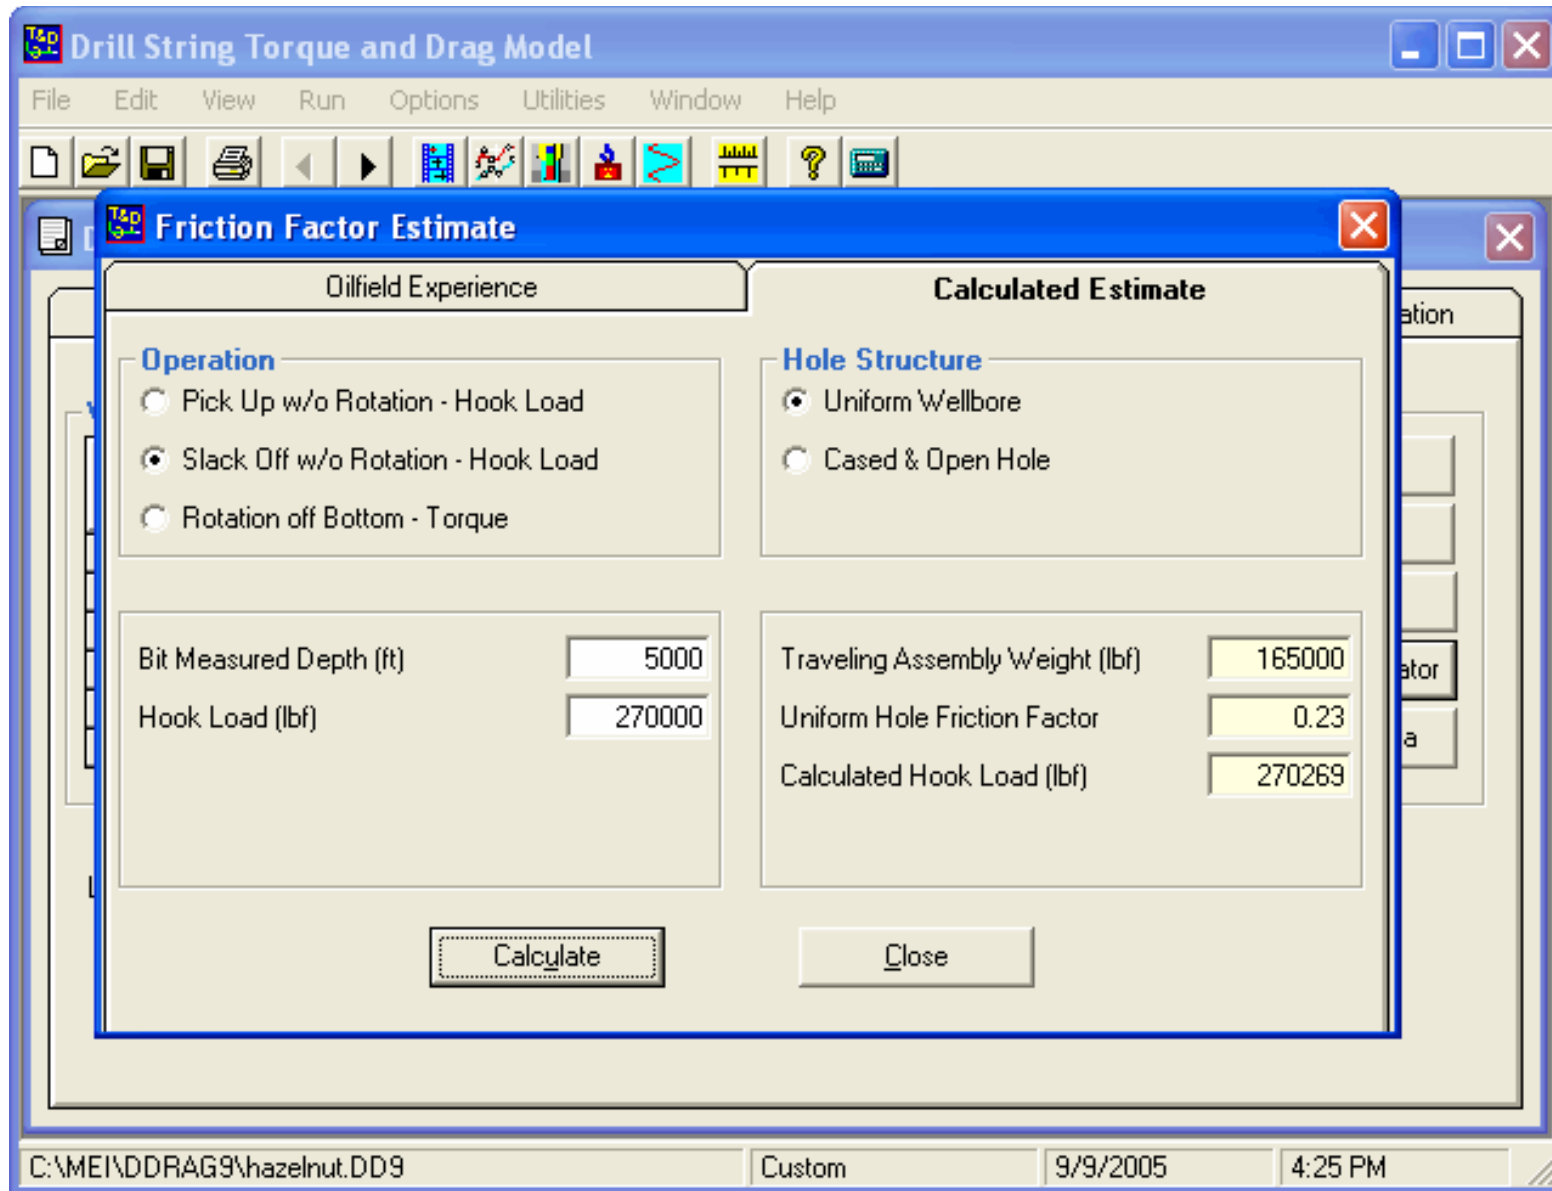 T&D Drill String Torque and Drag Model
File Edit View Run Options Utilities Window Help
T&D Friction Factor Estimate
Oilfield Experience Calculated Estimate
ation
Operation
Pick Up w/o Rotation - Hook Load
Slack Off w/o Rotation - Hook Load
Rotation off Bottom - Torque
Hole Structure
Uniform Wellbore
Cased & Open Hole
Bit Measured Depth (ft) 5000
Hook Load (lbf) 270000
Traveling Assembly Weight (lbf) 165000
Uniform Hole Friction Factor 0.23
Calculated Hook Load (lbf) 270269
ator
a
Calculate Close
C:\MEI\DDRAG9\hazelnut.DD9 Custom 9/9/2005 4:25 PM